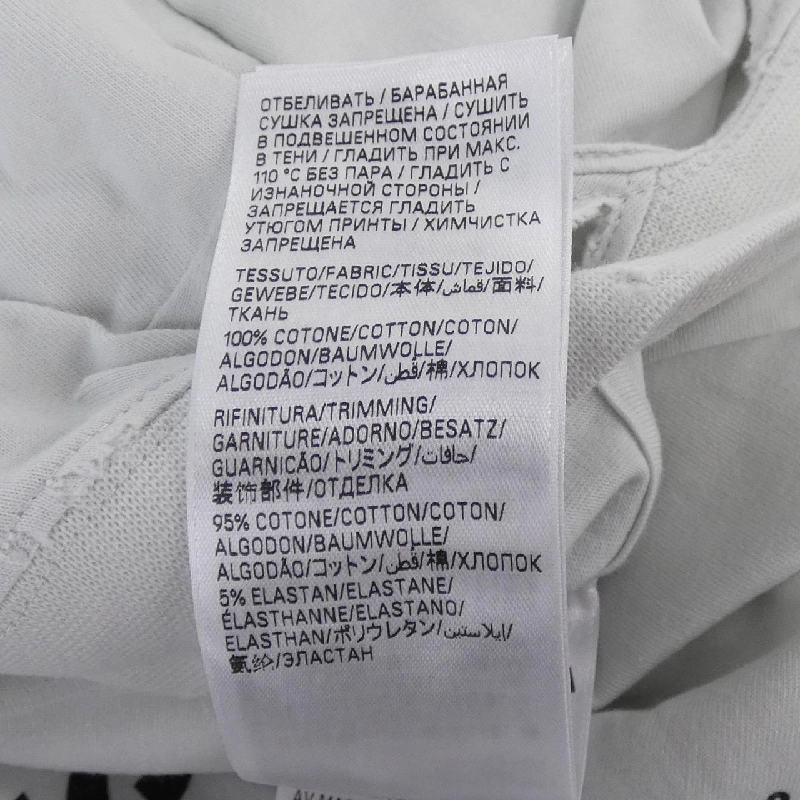 ОТБЕЛИВАТЬ / БАРАБАННАЯ
СУШКА ЗАПРЕЩЕНА / СУШИТЬ
В ПОДВЕШЕННОМ СОСТОЯНИИ
В ТЕНИ / ГЛАДИТЬ ПРИ МАКС.
110 °C БЕЗ ПАРА / ГЛАДИТЬ С
ИЗНАНОЧНОЙ СТОРОНЫ /
ЗАПРЕЩАЕТСЯ ГЛАДИТЬ
УТЮГОМ ПРИНТЫ / ХИМЧИСТКА
ЗАПРЕЩЕНА
TESSUTO/FABRIC/TISSU/TEJIDO/
GEWEBE/TECIDO/本体/قماش/面料/
ТКАНЬ
100% COTONE/COTTON/COTON/
ALGODON/BAUMWOLLE/
ALGODÃO/コットン/قطن/棉/ХЛОПОК
RIFINITURA/TRIMMING/
GARNITURE/ADORNO/BESATZ/
GUARNICÃO/トリミング/حافات/
装饰部件/ОТДЕЛКА
95% COTONE/COTTON/COTON/
ALGODON/BAUMWOLLE/
ALGODÃO/コットン/قطن/棉/ХЛОПОК
5% ELASTAN/ELASTANE/
ÉLASTHANNE/ELASTANO/
ELASTHAN/ポリウレタン/إيلاستين/
氨纶/ЭЛАСТАН